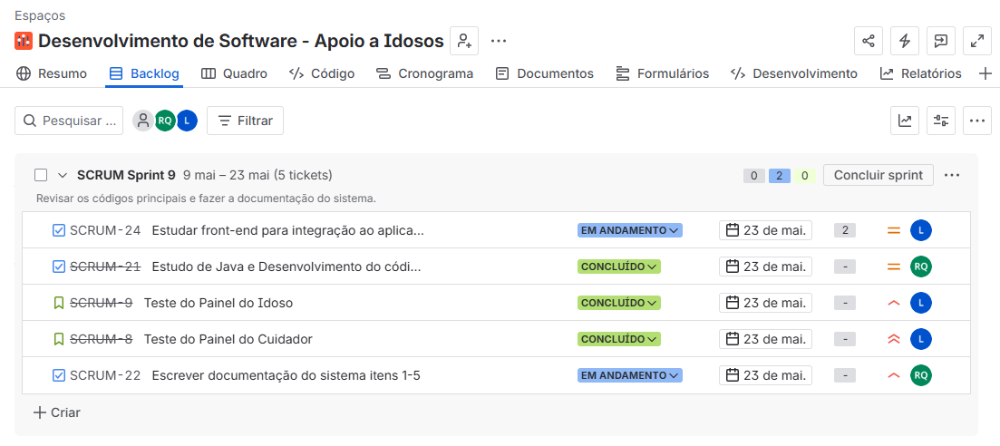 Espaços
Desenvolvimento de Software - Apoio a Idosos
Resumo Backlog Quadro Código Cronograma Documentos Formulários Desenvolvimento Relatórios
Pesquisar ... RQ L Filtrar
SCRUM Sprint 9 9 mai – 23 mai (5 tickets) 0 2 0 Concluir sprint
Revisar os códigos principais e fazer a documentação do sistema.
SCRUM-24 Estudar front-end para integração ao aplica... EM ANDAMENTO 23 de mai. 2 L
SCRUM-21 Estudo de Java e Desenvolvimento do códi... CONCLUÍDO 23 de mai. - RQ
SCRUM-9 Teste do Painel do Idoso CONCLUÍDO 23 de mai. - L
SCRUM-8 Teste do Painel do Cuidador CONCLUÍDO 23 de mai. - L
SCRUM-22 Escrever documentação do sistema itens 1-5 EM ANDAMENTO 23 de mai. - RQ
Criar